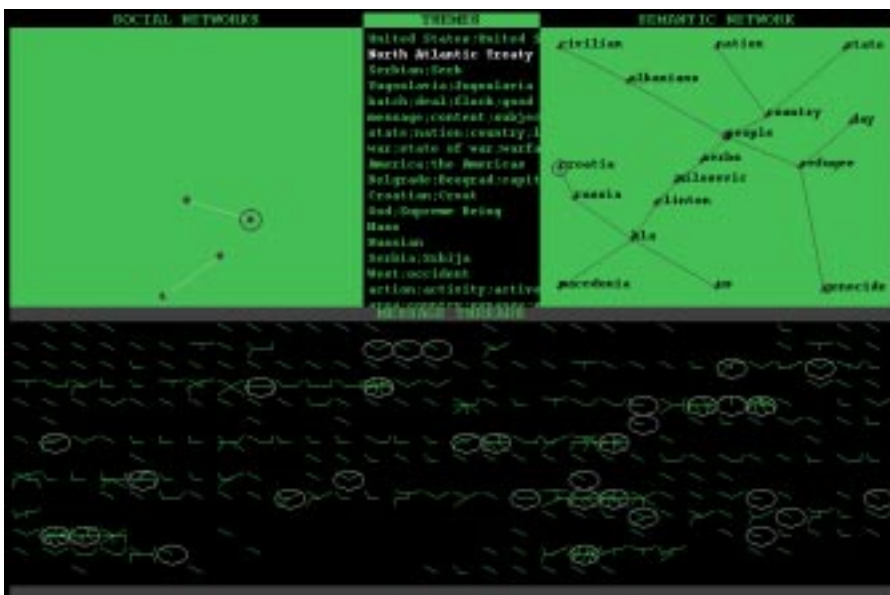 SOCIAL NETWORKS
THEMES
SEMANTIC NETWORK
United States;United S
North Atlantic Treaty
Serbian;Serb
Yugoslavia;Jugoslavia
batch;deal;flock;good
message;content;subjec
state;nation;country;l
war;state of war;warfa
America;the Americas
Belgrade;Beograd;capit
Croatian;Croat
God;Supreme Being
Mass
Russian
Serbia;Srbija
West;occident
action;activity;active
civilian
nation
state
albanians
country
day
people
serbs
refugee
croatia
milosevic
russia
clinton
kla
macedonia
genocide
MESSAGE THREADS